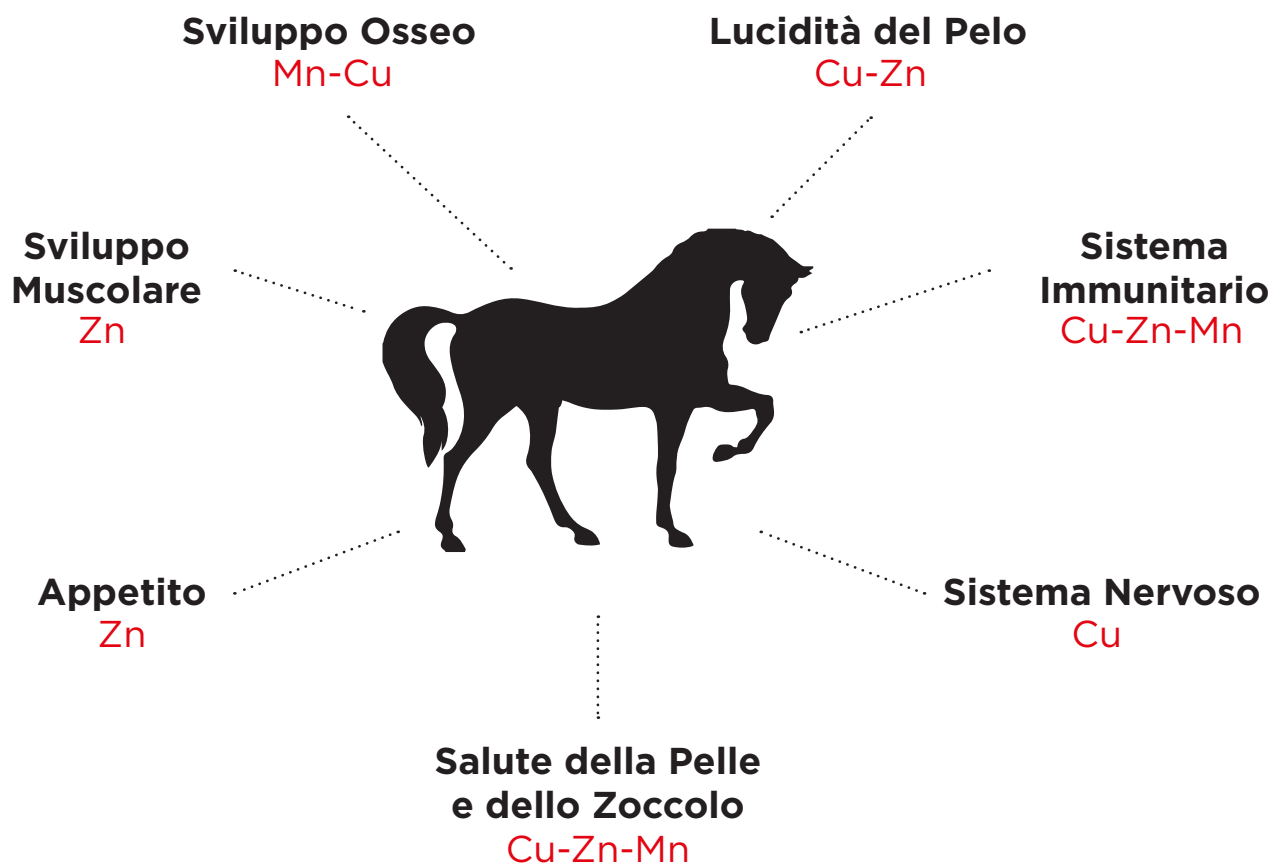 Sviluppo Osseo
Mn-Cu
Lucidità del Pelo
Cu-Zn
Sviluppo
Muscolare
Zn
Sistema
Immunitario
Cu-Zn-Mn
Appetito
Zn
Sistema Nervoso
Cu
Salute della Pelle
e dello Zoccolo
Cu-Zn-Mn